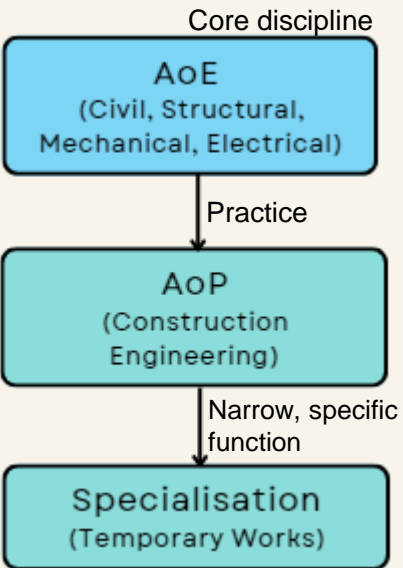 Core discipline
AoE
(Civil, Structural,
Mechanical, Electrical)
Practice
AoP
(Construction
Engineering)
Narrow, specific
function
Specialisation
(Temporary Works)